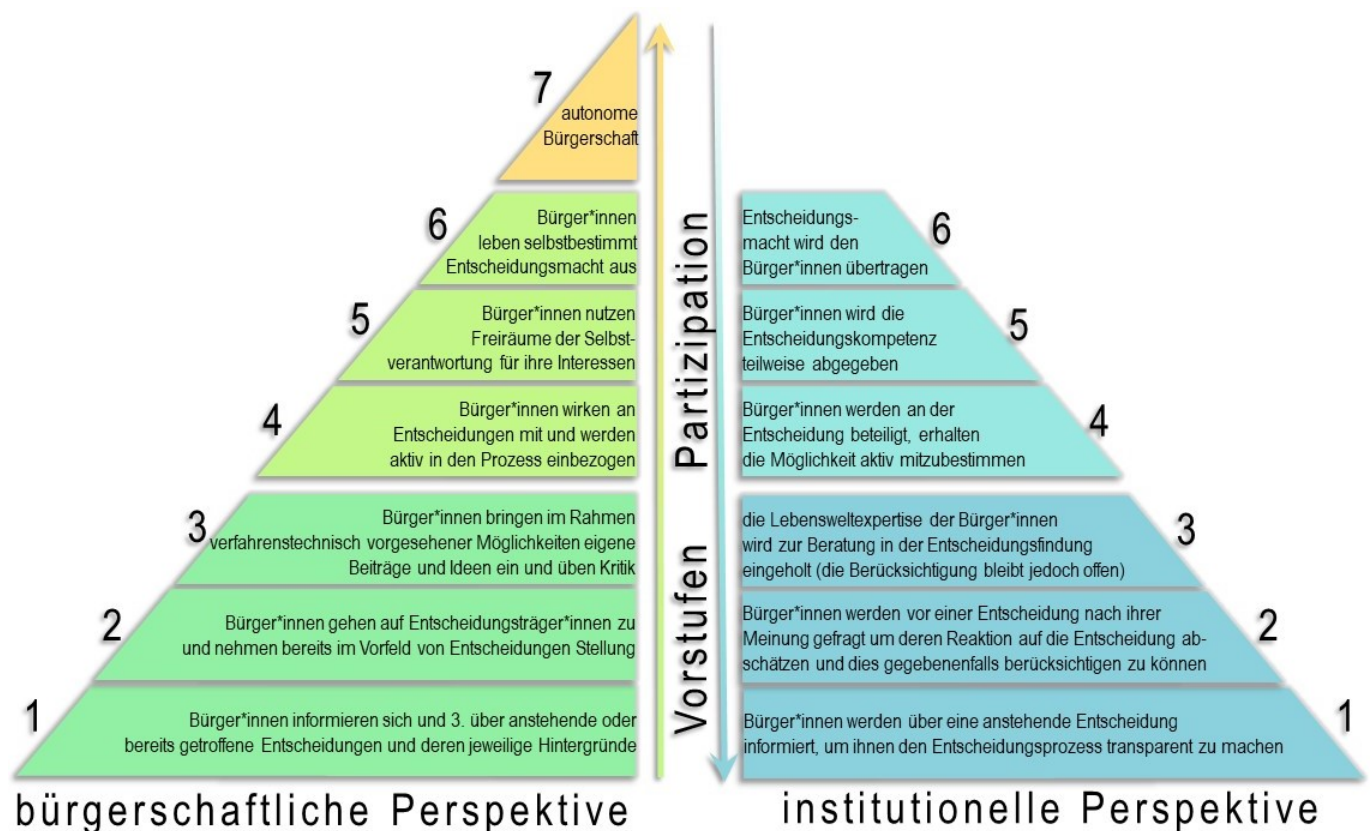 7
autonome
Bürgerschaft
6
Bürger*innen
leben selbstbestimmt
Entscheidungsmacht aus
5
Bürger*innen nutzen
Freiräume der Selbst-
verantwortung für ihre Interessen
4
Bürger*innen wirken an
Entscheidungen mit und werden
aktiv in den Prozess einbezogen
3
Bürger*innen bringen im Rahmen
verfahrenstechnisch vorgesehener Möglichkeiten eigene
Beiträge und Ideen ein und üben Kritik
2
Bürger*innen gehen auf Entscheidungsträger*innen zu
und nehmen bereits im Vorfeld von Entscheidungen Stellung
1
Bürger*innen informieren sich und 3. über anstehende oder
bereits getroffene Entscheidungen und deren jeweilige Hintergründe
bürgerschaftliche Perspektive
Partizipation
Vorstufen
Entscheidungs-
macht wird den
Bürger*innen übertragen
6
Bürger*innen wird die
Entscheidungskompetenz
teilweise abgegeben
5
Bürger*innen werden an der
Entscheidung beteiligt, erhalten
die Möglichkeit aktiv mitzubestimmen
4
die Lebensweltexpertise der Bürger*innen
wird zur Beratung in der Entscheidungsfindung
eingeholt (die Berücksichtigung bleibt jedoch offen)
3
Bürger*innen werden vor einer Entscheidung nach ihrer
Meinung gefragt um deren Reaktion auf die Entscheidung ab-
schätzen und dies gegebenenfalls berücksichtigen zu können
2
Bürger*innen werden über eine anstehende Entscheidung
informiert, um ihnen den Entscheidungsprozess transparent zu machen
1
institutionelle Perspektive